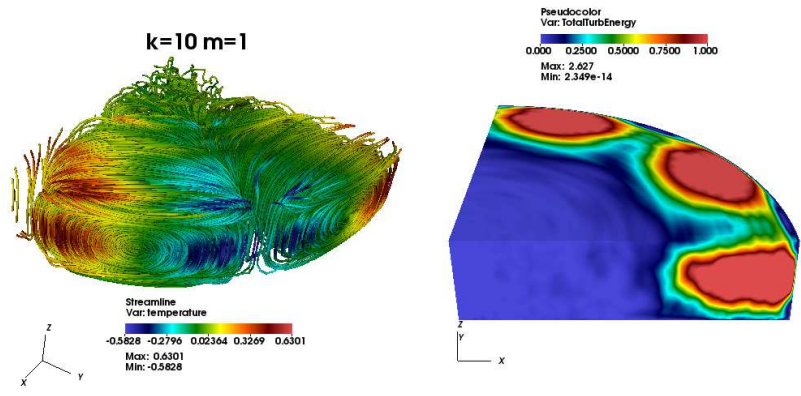 k=10 m=1
Streamline
Var: temperature
-0.5828 -0.2796 0.02364 0.3269 0.6301
Max: 0.6301
Min: -0.5828
Z
X
Y
Pseudocolor
Var: TotalTurbEnergy
0.000 0.2500 0.5000 0.7500 1.000
Max: 2.627
Min: 2.349e-14
Z
Y
X